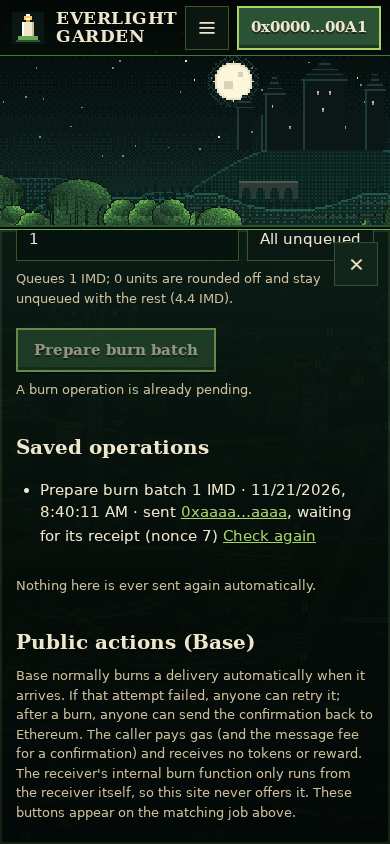 EVERLIGHT
GARDEN
0x0000...00A1
1
All unqueued
×
Queues 1 IMD; 0 units are rounded off and stay
unqueued with the rest (4.4 IMD).
Prepare burn batch
A burn operation is already pending.
Saved operations
• Prepare burn batch 1 IMD · 11/21/2026,
8:40:11 AM · sent 0xaaaa…aaaa, waiting
for its receipt (nonce 7) Check again
Nothing here is ever sent again automatically.
Public actions (Base)
Base normally burns a delivery automatically when it
arrives. If that attempt failed, anyone can retry it;
after a burn, anyone can send the confirmation back to
Ethereum. The caller pays gas (and the message fee
for a confirmation) and receives no tokens or reward.
The receiver's internal burn function only runs from
the receiver itself, so this site never offers it. These
buttons appear on the matching job above.